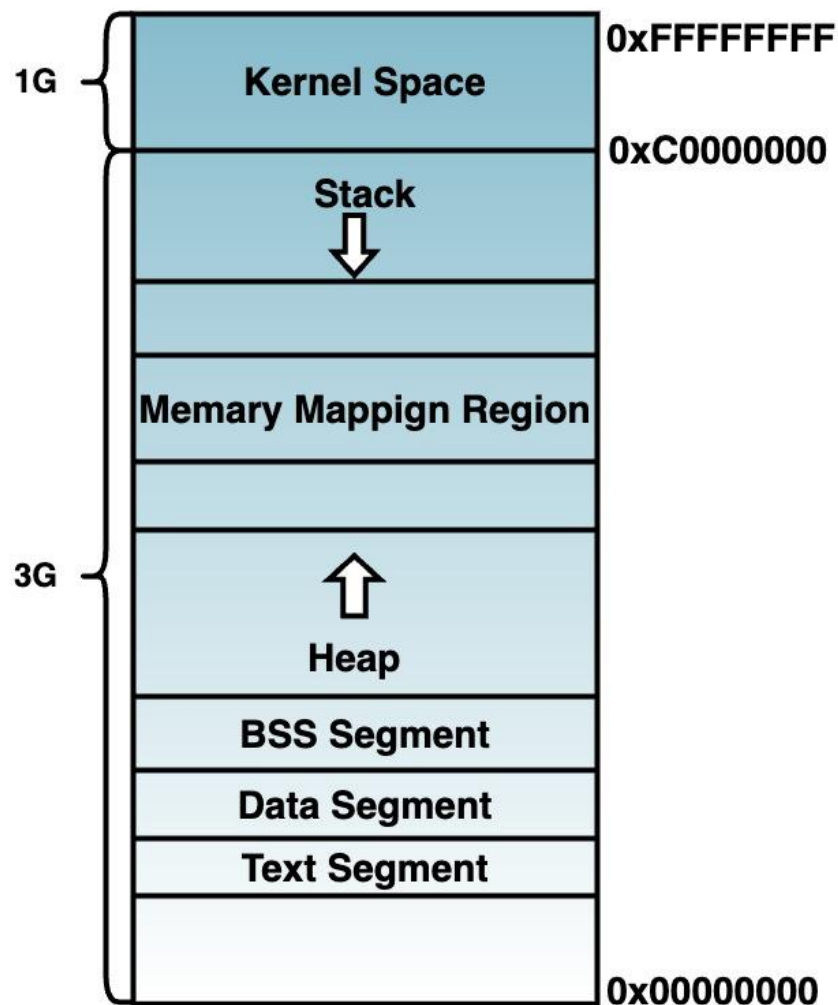 0xFFFFFFFF
1G
Kernel Space
0xC0000000
Stack
Memary Mappign Region
3G
Heap
BSS Segment
Data Segment
Text Segment
0x00000000